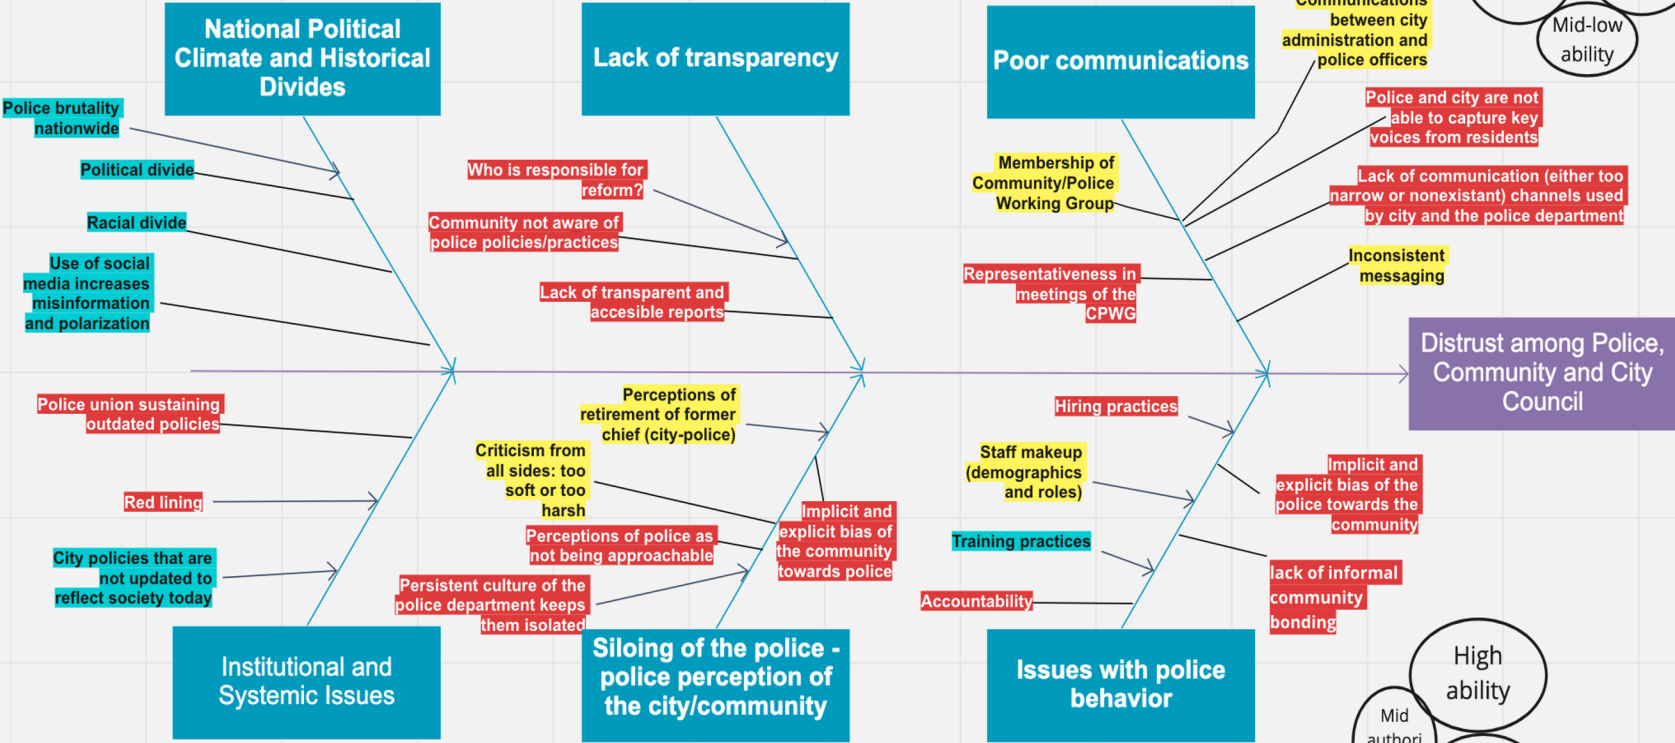 National Political
Climate and Historical
Divides
Lack of transparency
Poor communications
Communications
between city
administration and
police officers
Mid-low
ability
Police brutality
nationwide
Political divide
Racial divide
Use of social
media increases
misinformation
and polarization
Who is responsible for
reform?
Community not aware of
police policies/practices
Lack of transparent and
accesible reports
Membership of
Community/Police
Working Group
Representativeness in
meetings of the
CPWG
Police and city are not
able to capture key
voices from residents
Lack of communication (either too
narrow or nonexistant) channels used
by city and the police department
Inconsistent
messaging
Distrust among Police,
Community and City
Council
Police union sustaining
outdated policies
Red lining
City policies that are
not updated to
reflect society today
Perceptions of
retirement of former
chief (city-police)
Criticism from
all sides: too
soft or too
harsh
Perceptions of police as
not being approachable
Persistent culture of the
police department keeps
them isolated
Implicit and
explicit bias of
the community
towards police
Hiring practices
Staff makeup
(demographics
and roles)
Training practices
Accountability
Implicit and
explicit bias of the
police towards the
community
lack of informal
community
bonding
Institutional and
Systemic Issues
Siloing of the police -
police perception of
the city/community
Issues with police
behavior
High
ability
Mid
authori